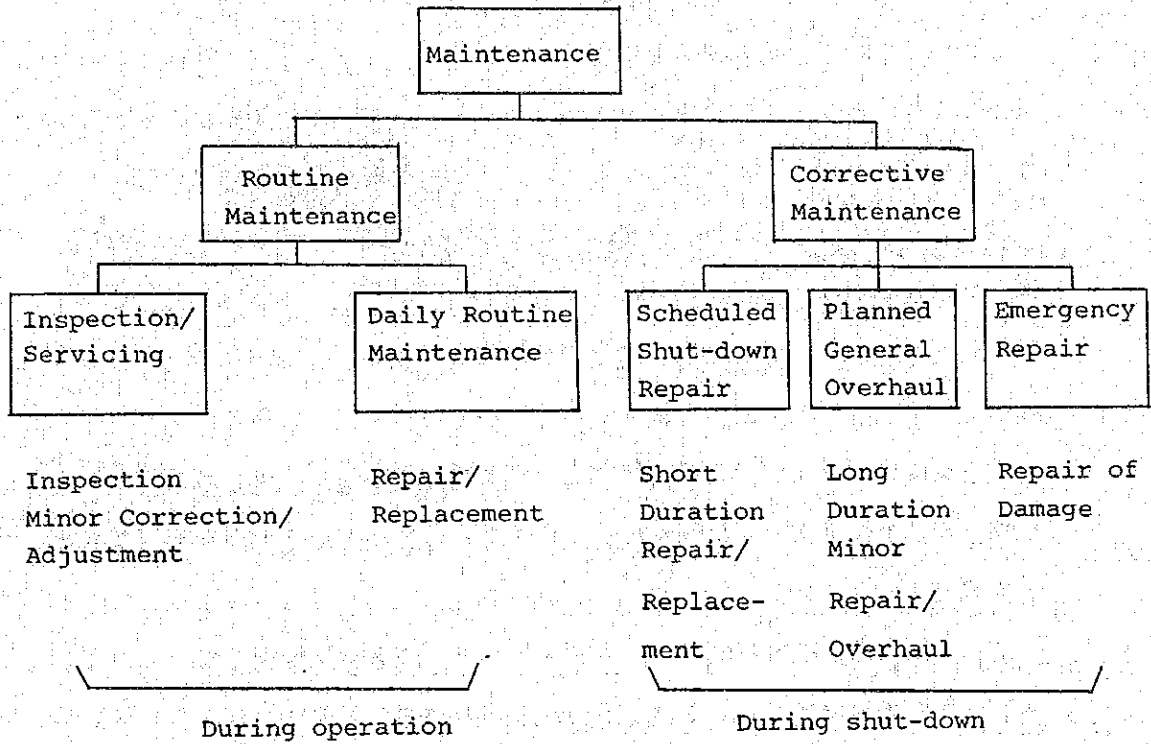 Maintenance
Routine
Maintenance
Corrective
Maintenance
Inspection/
Servicing
Daily Routine
Maintenance
Scheduled
Shut-down
Repair
Planned
General
Overhaul
Emergency
Repair
Inspection
Minor Correction/
Adjustment
Repair/
Replacement
Short
Duration
Repair/
Replace-
ment
Long
Duration
Minor
Repair/
Overhaul
Repair of
Damage
During operation
During shut-down